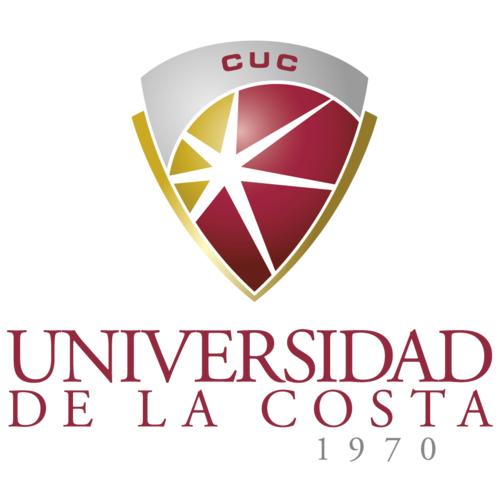 CUC
UNIVERSIDAD
DE LA COSTA
1970